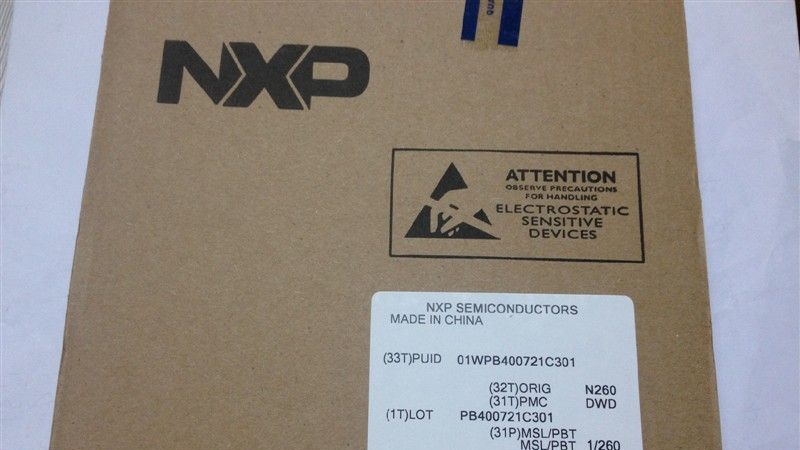 QUA
NXP
ATTENTION
OBSERVE PRECAUTIONS
FOR HANDLING
ELECTROSTATIC
SENSITIVE
DEVICES
NXP SEMICONDUCTORS
MADE IN CHINA
(33T)PUID 01WPB400721C301
(32T)ORIG N260
(31T)PMC DWD
(1T)LOT PB400721C301
(31P)MSL/PBT
MSL/PBT 1/260